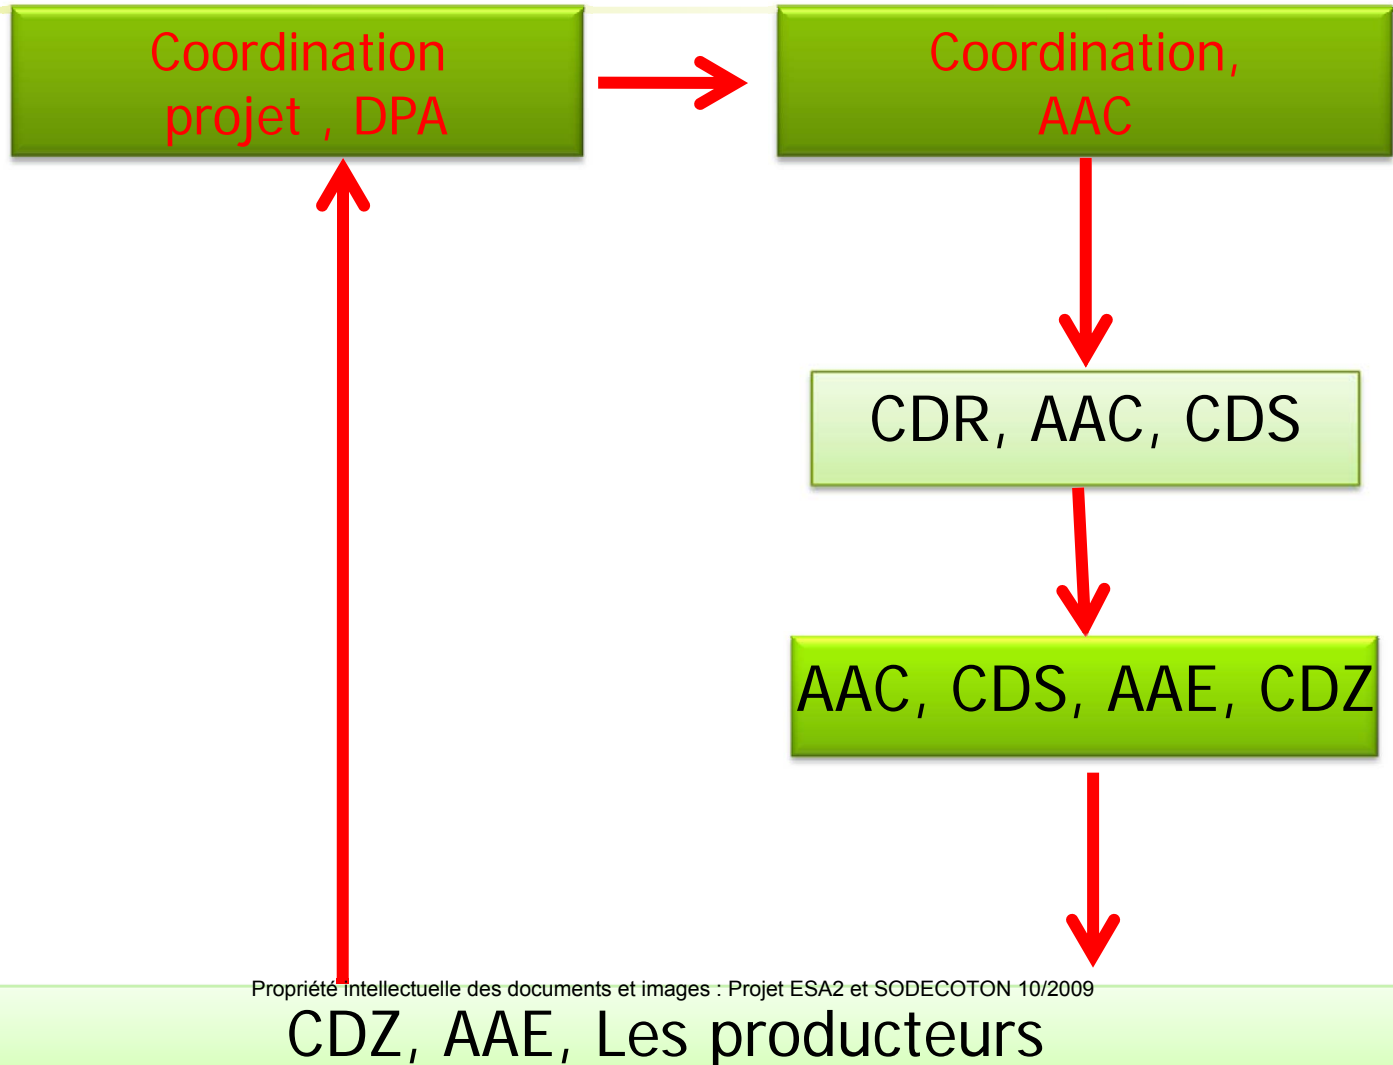 Coordination
projet , DPA
Coordination,
AAC
CDR, AAC, CDS
AAC, CDS, AAE, CDZ
Propriété intellectuelle des documents et images : Projet ESA2 et SODECOTON 10/2009
CDZ, AAE, Les producteurs